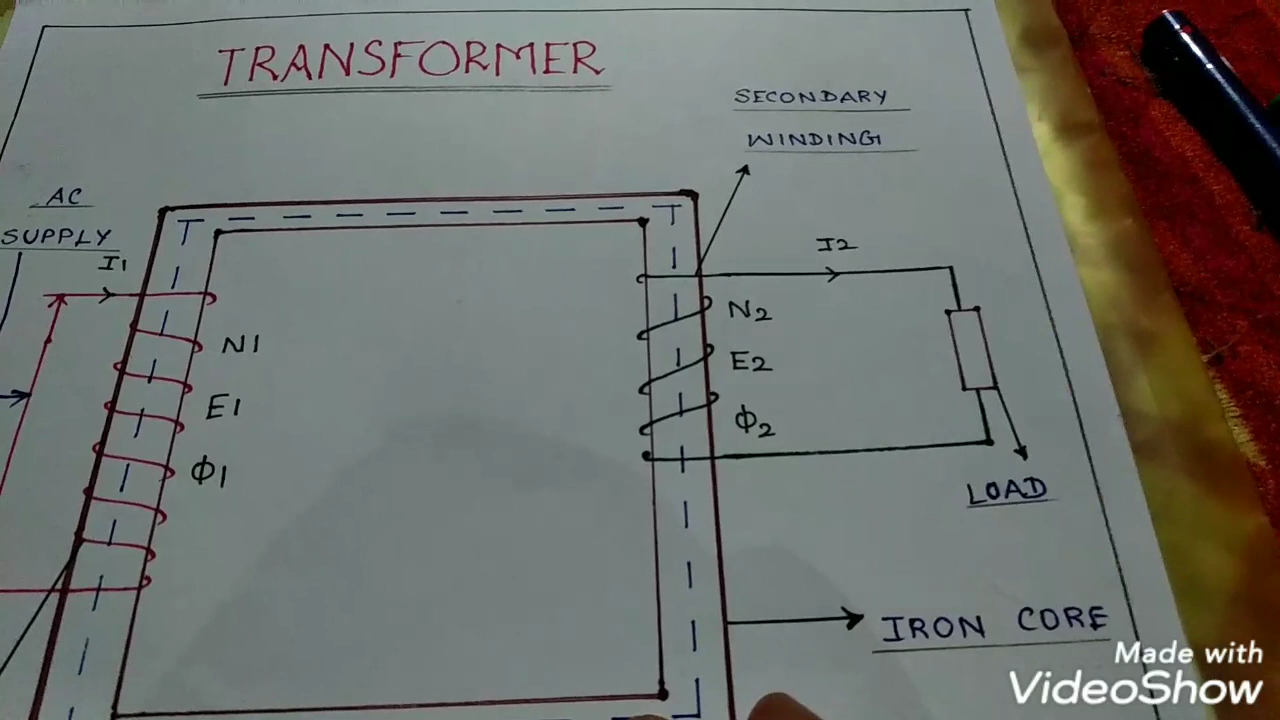 TRANSFORMER
SECONDARY
WINDING
AC
SUPPLY
I1
I2
N1
E1
Φ1
N2
E2
Φ2
LOAD
IRON CORE
Made with
VideoShow